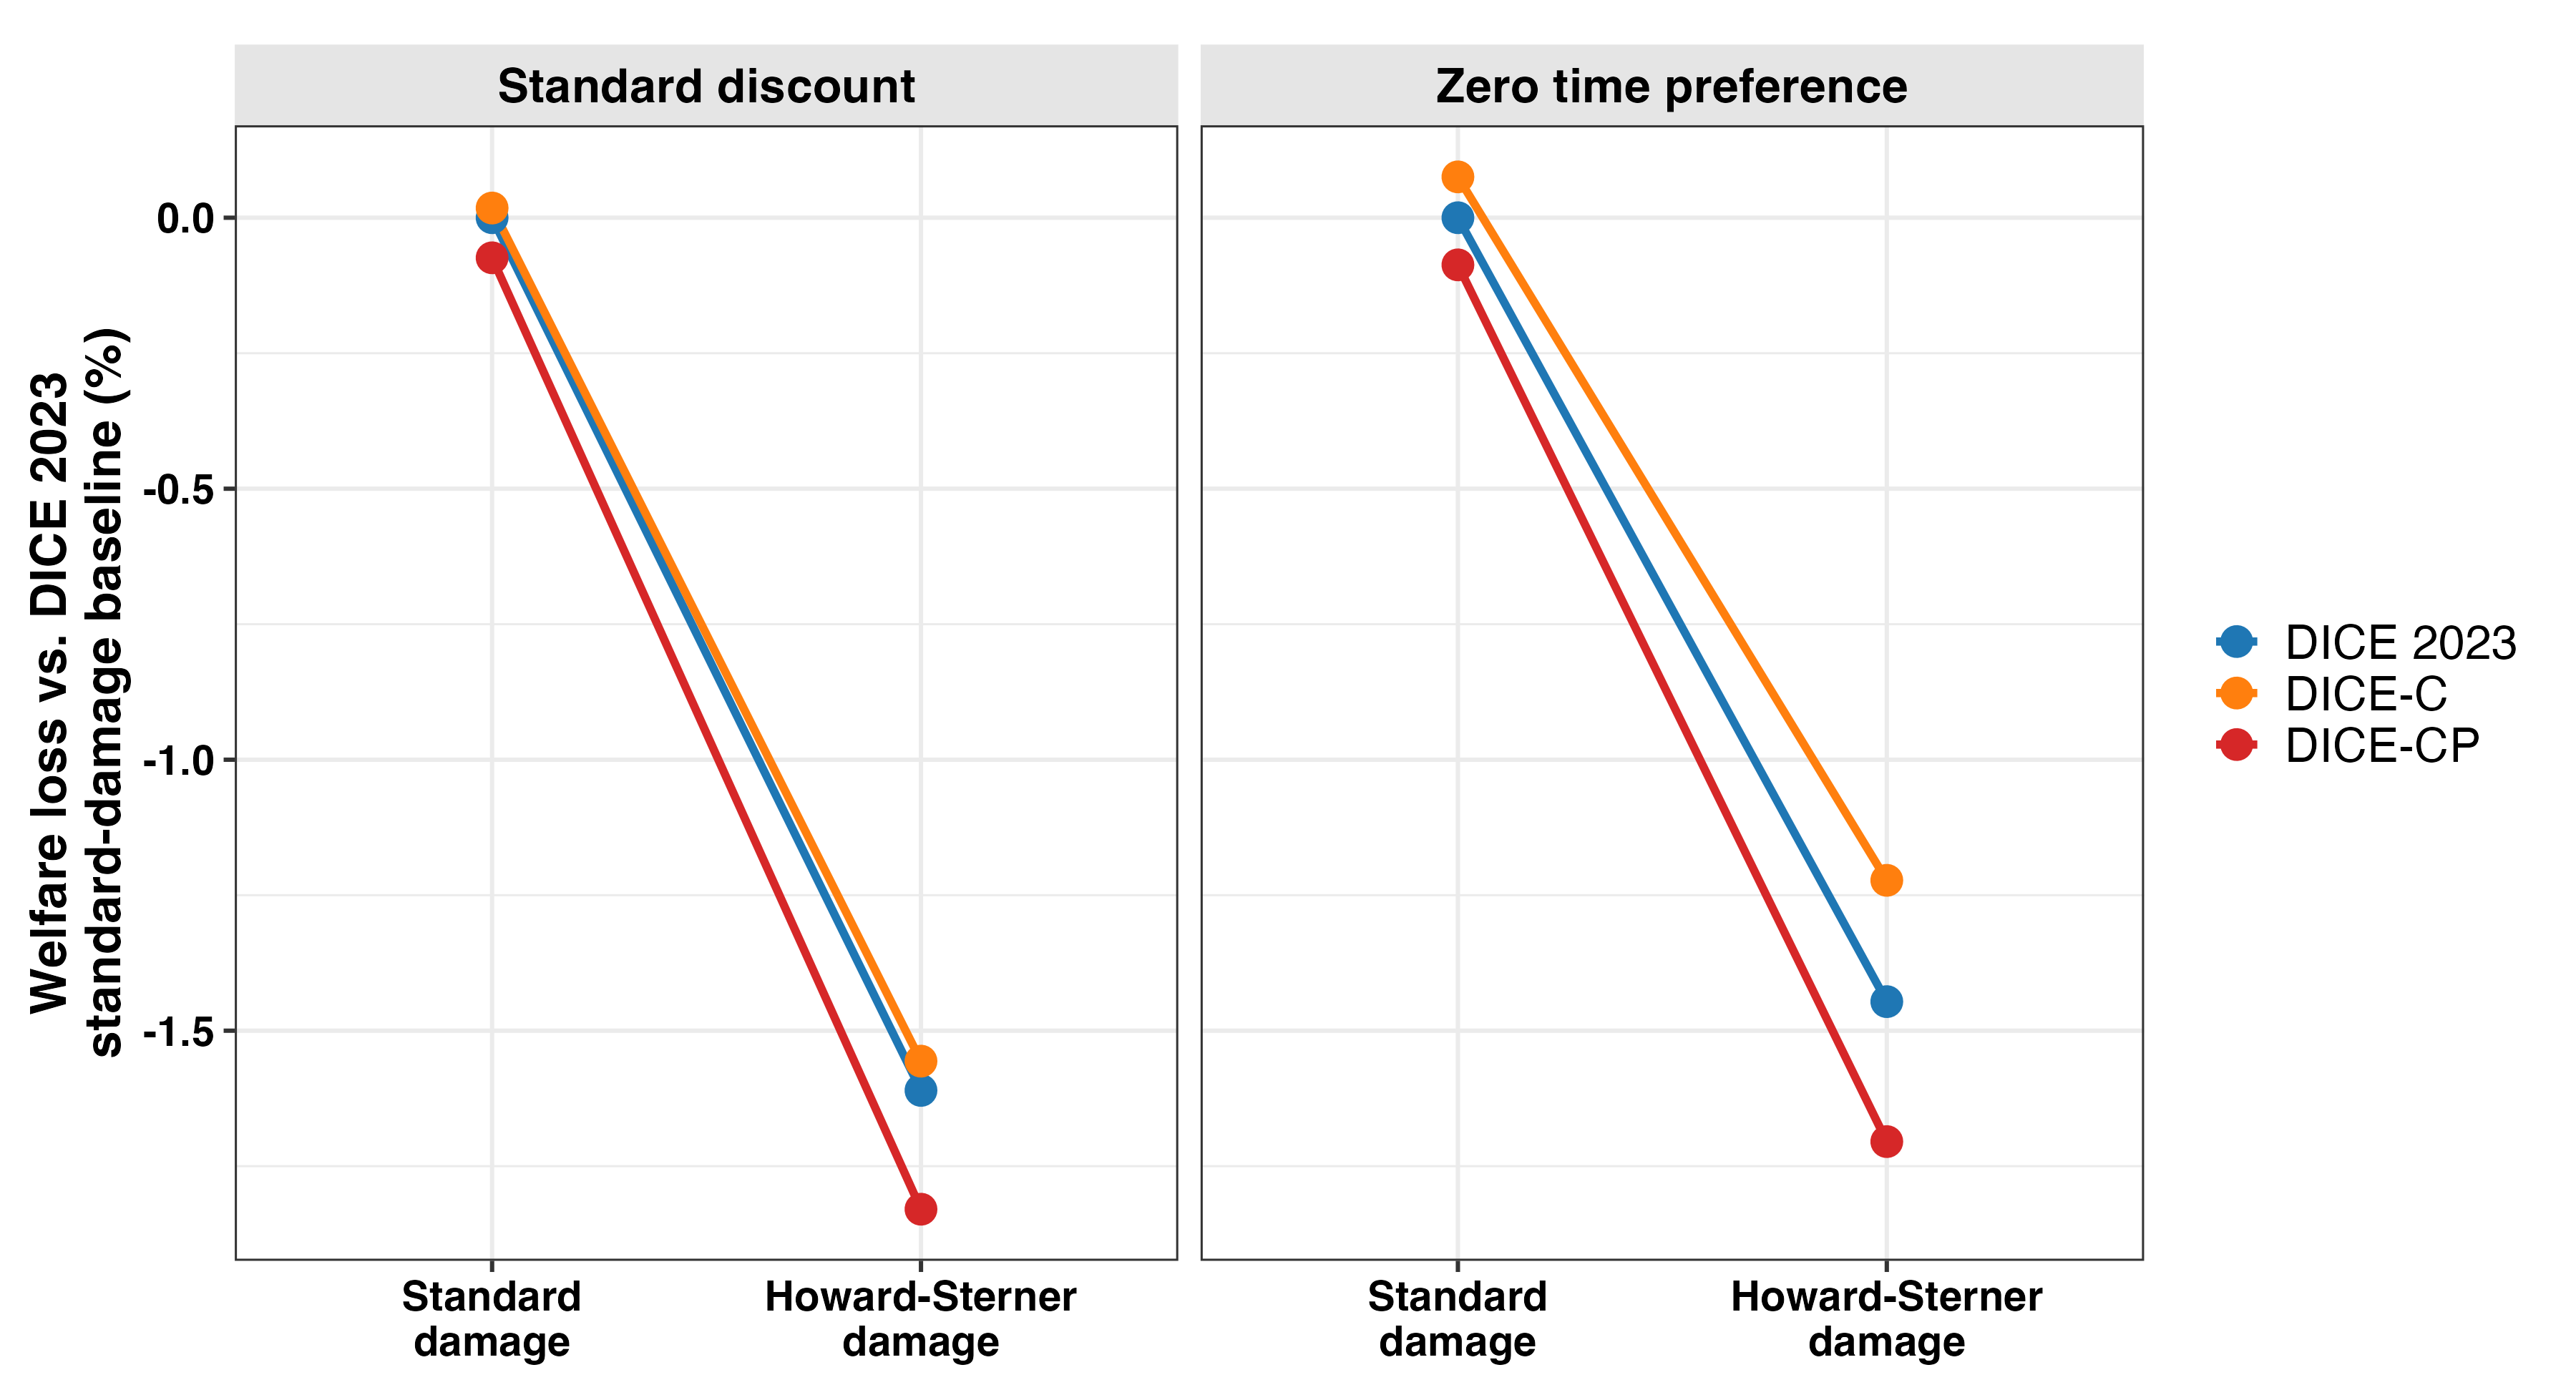 Standard discount
Zero time preference
Welfare loss vs. DICE 2023
standard-damage baseline (%)
0.0
-0.5
-1.0
-1.5
Standard
damage
Howard-Sterner
damage
Standard
damage
Howard-Sterner
damage
DICE 2023
DICE-C
DICE-CP